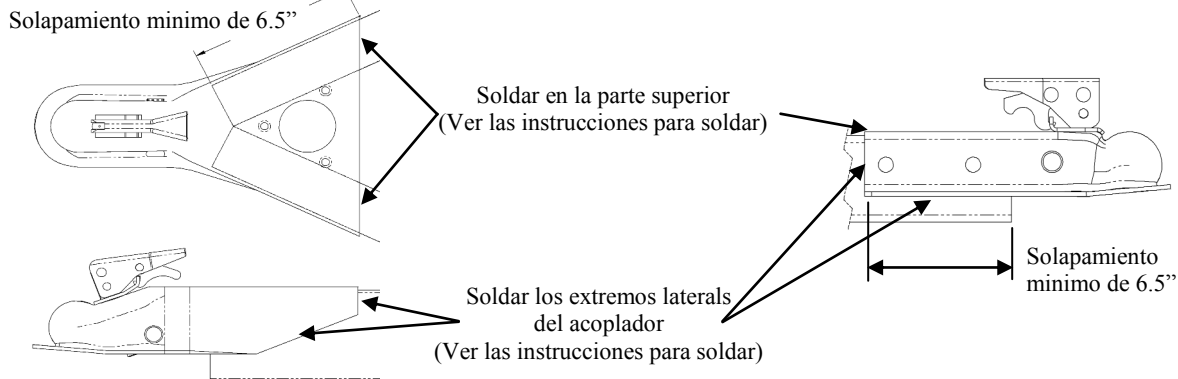 Solapamiento minimo de 6.5”
Soldar en la parte superior
(Ver las instrucciones para soldar)
Soldar los extremos laterals
del acoplador
(Ver las instrucciones para soldar)
Solapamiento
minimo de 6.5”